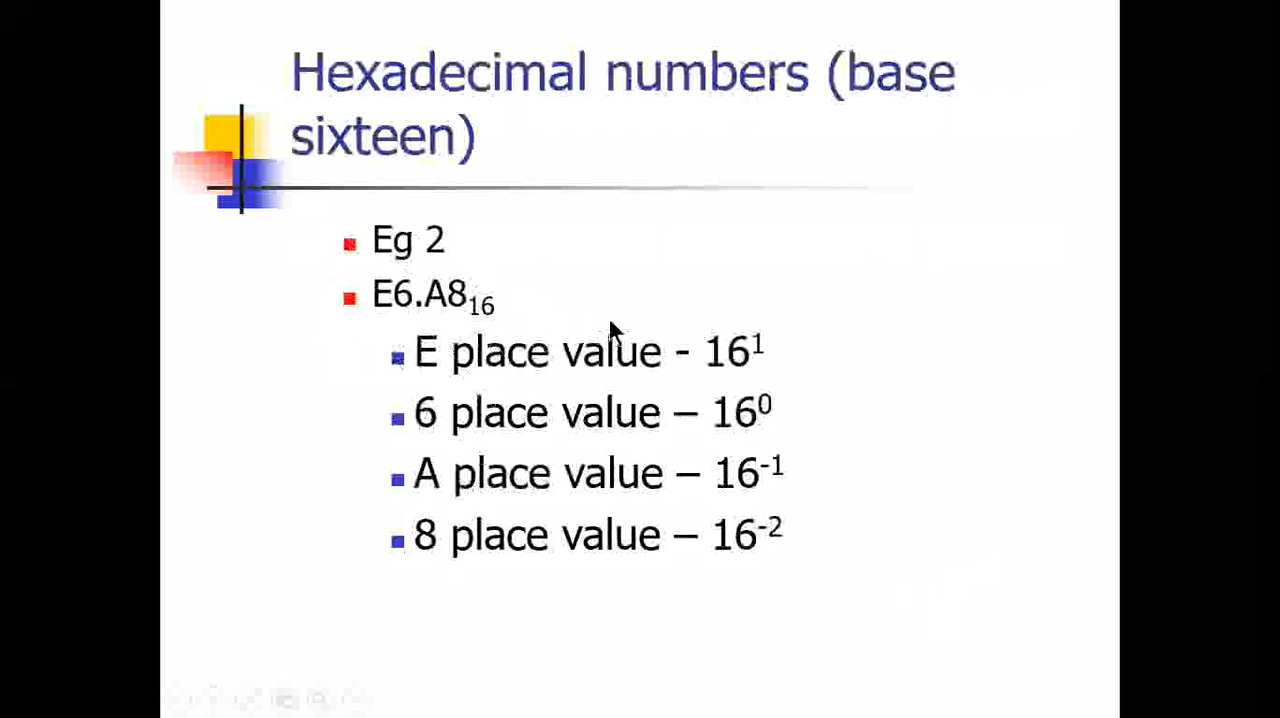 Hexadecimal numbers (base
sixteen)
Eg 2
E6.A8₁₆
E place value - 16¹
6 place value – 16⁰
A place value – 16⁻¹
8 place value – 16⁻²